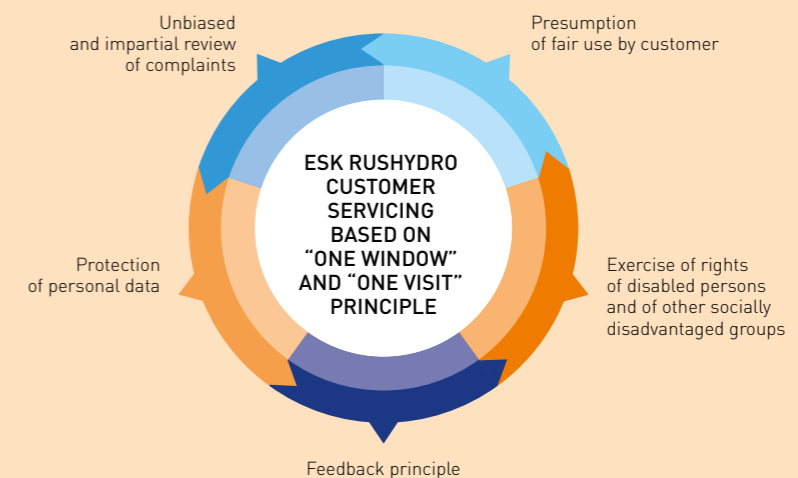 Unbiased
and impartial review
of complaints
Presumption
of fair use by customer
ESK RUSHYDRO
CUSTOMER
SERVICING
BASED ON
“ONE WINDOW”
AND “ONE VISIT”
PRINCIPLE
Protection
of personal data
Exercise of rights
of disabled persons
and of other socially
disadvantaged groups
Feedback principle